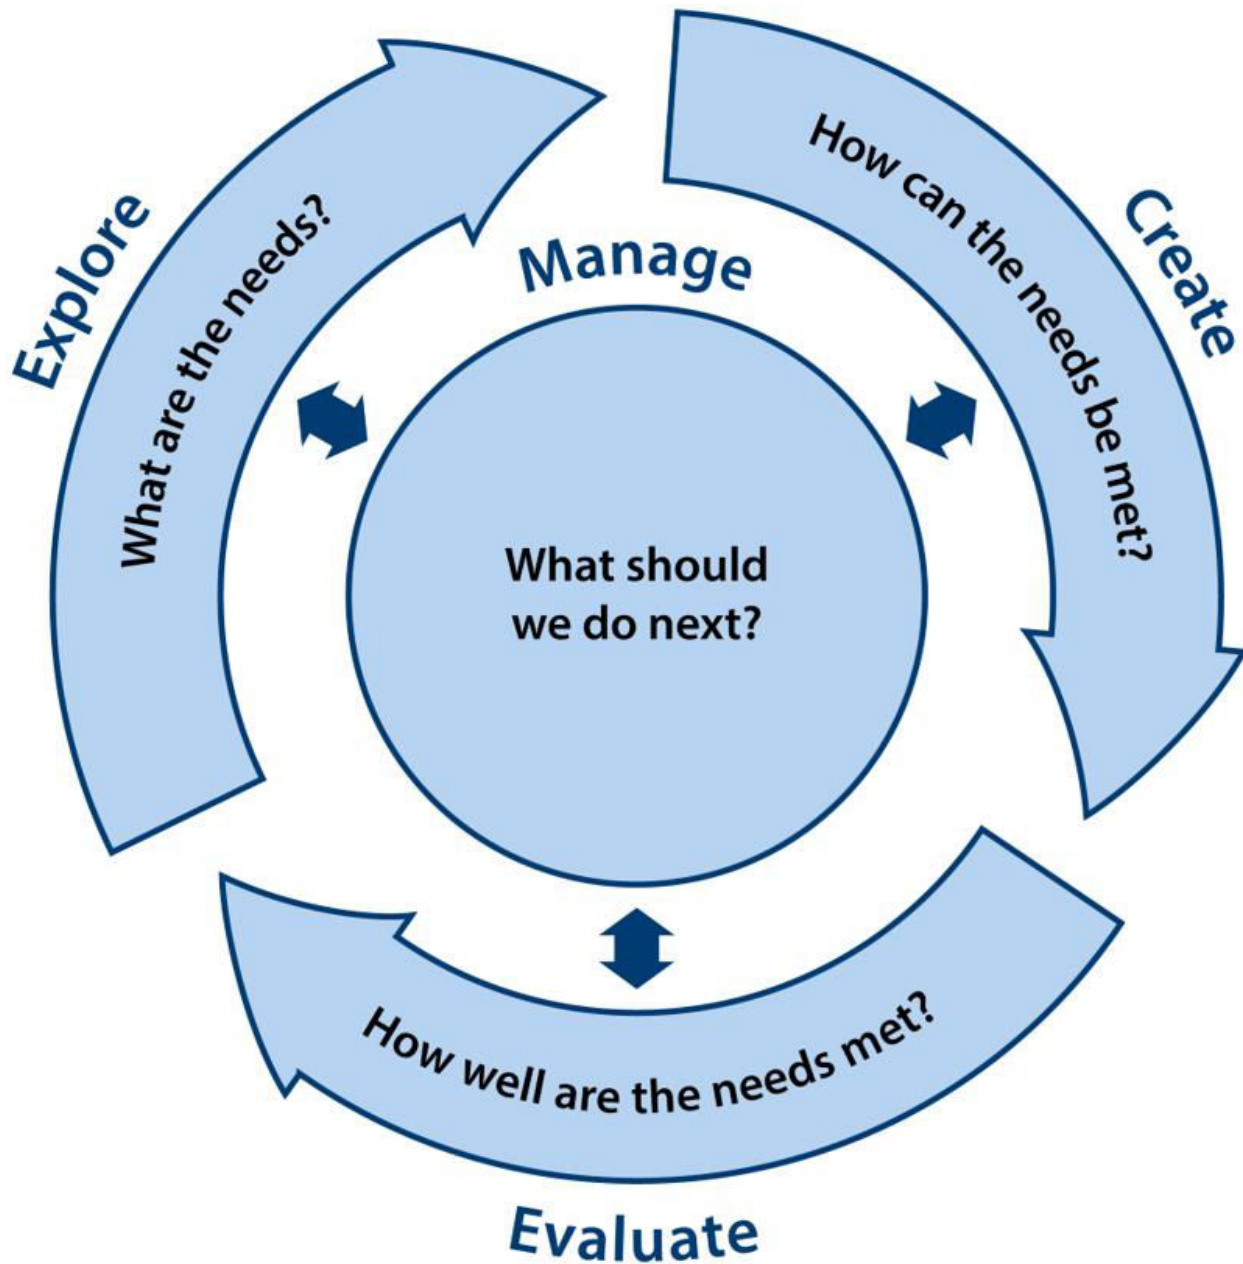 Explore
What are the needs?
Create
How can the needs be met?
Manage
What should
we do next?
How well are the needs met?
Evaluate